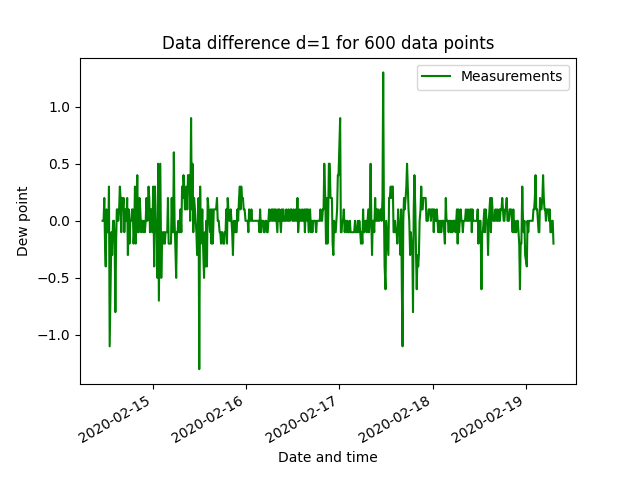 Data difference d=1 for 600 data points
Measurements
Dew point
1.0
0.5
0.0
−0.5
−1.0
2020-02-15
2020-02-16
2020-02-17
2020-02-18
2020-02-19
Date and time